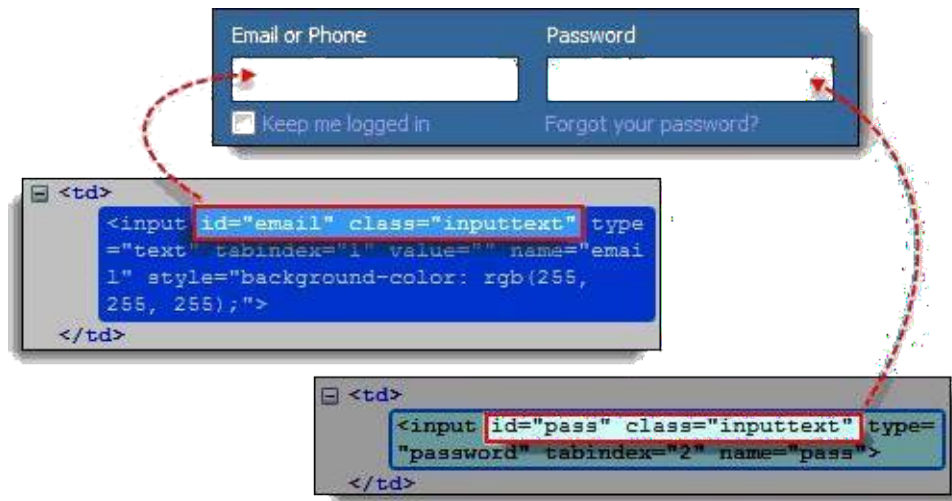 Email or Phone Password
Keep me logged in Forgot your password?
<td>
<input id="email" class="inputtext" type
="text" tabindex="1" value="" name="emai
l" style="background-color: rgb(255,
255, 255);">
</td>
<td>
<input id="pass" class="inputtext" type=
"password" tabindex="2" name="pass">
</td>